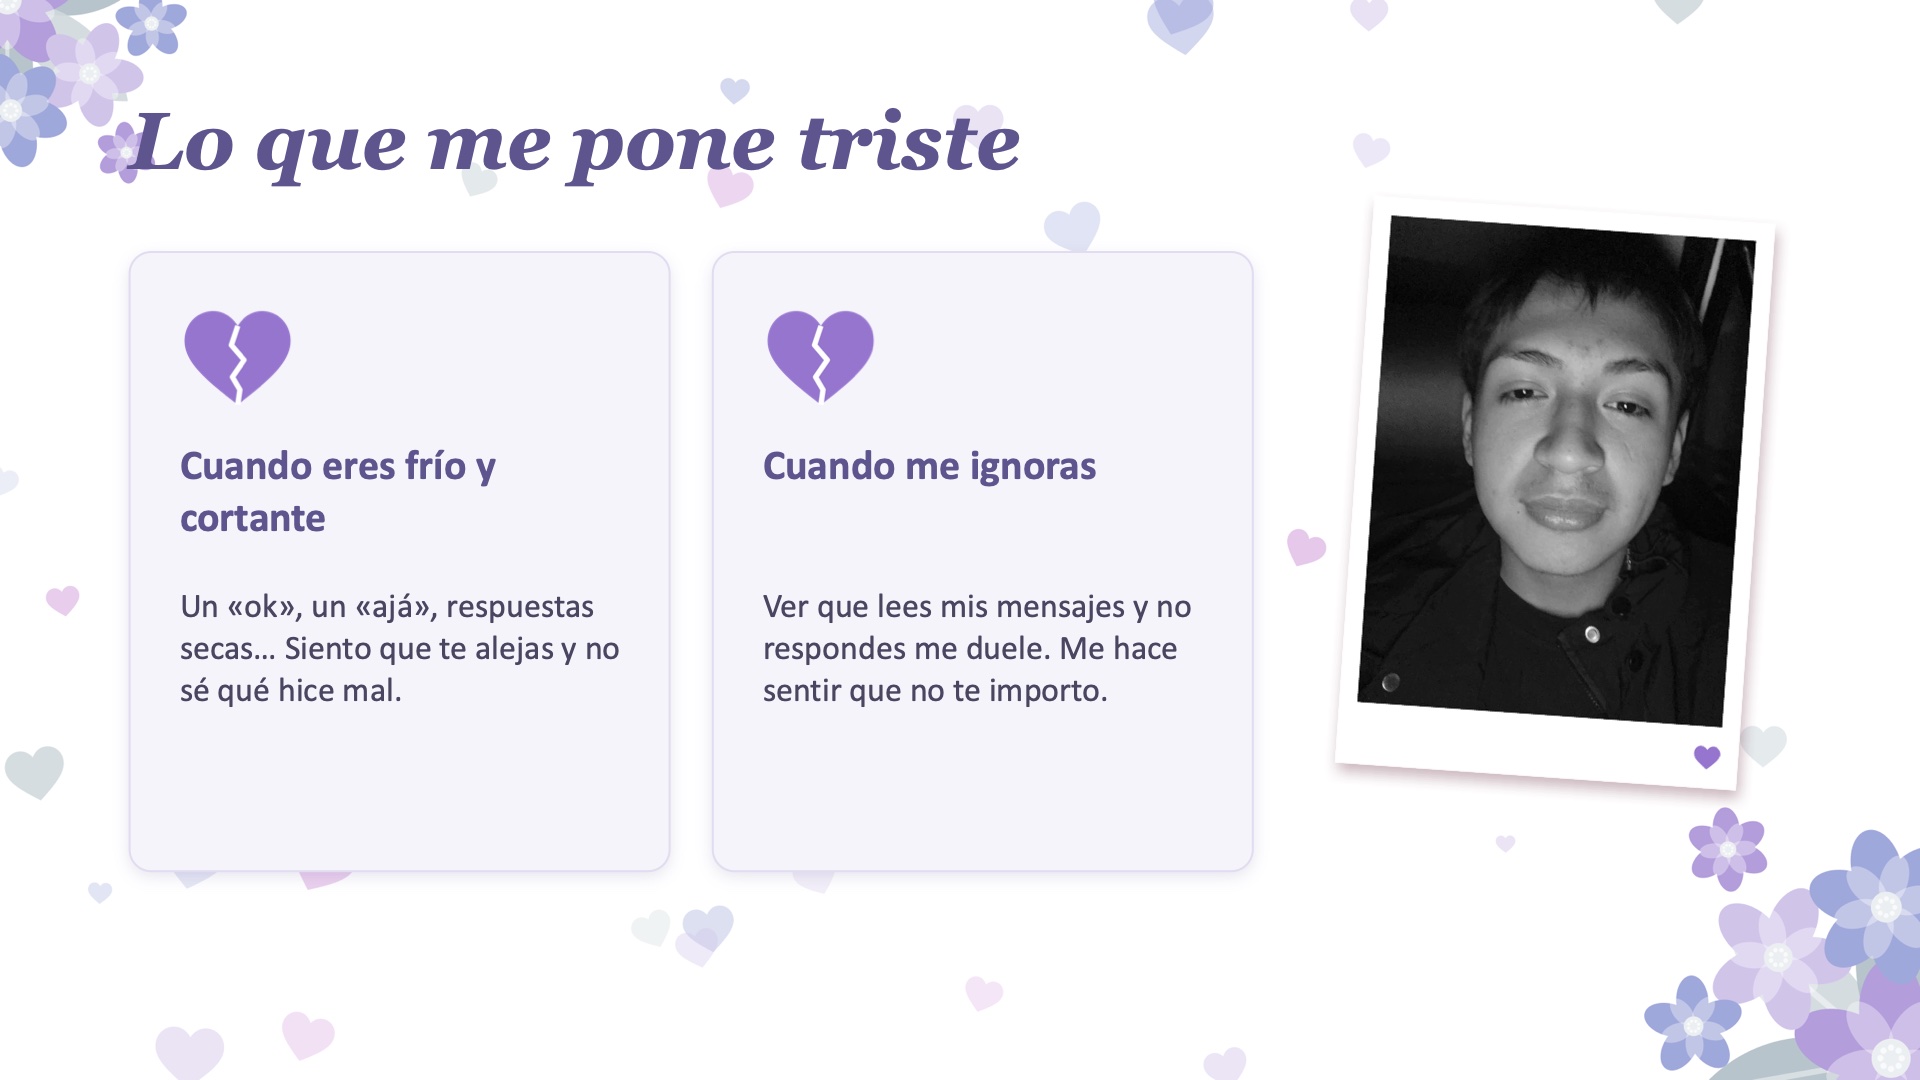 Lo que me pone triste
Cuando eres frío y
cortante
Un «ok», un «ajá», respuestas
secas... Siento que te alejas y no
sé qué hice mal.
Cuando me ignoras
Ver que lees mis mensajes y no
respondes me duele. Me hace
sentir que no te importo.